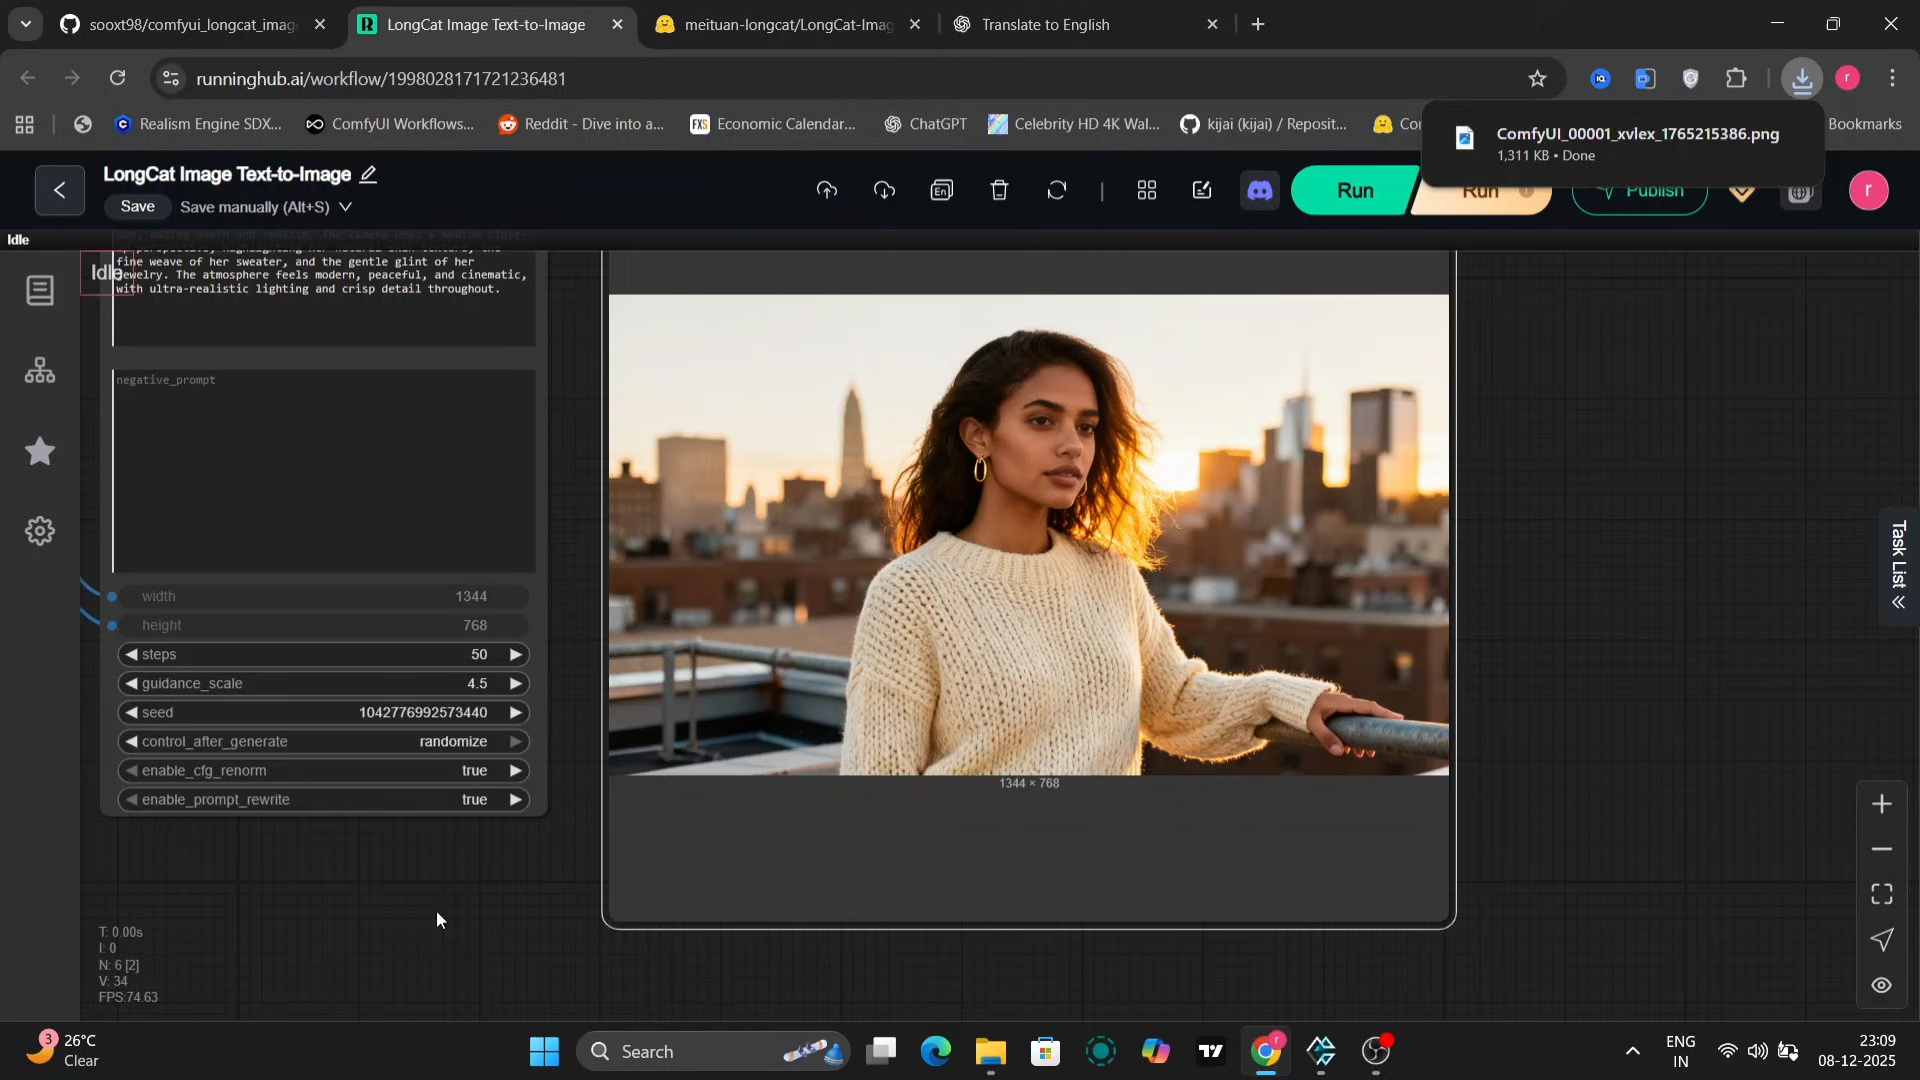 sooxt98/comfyui_longcat_imag
LongCat Image Text-to-Image
meituan-longcat/LongCat-Imag
Translate to English
runninghub.ai/workflow/1998028171721236481
Realism Engine SDX...
ComfyUI Workflows...
Reddit - Dive into a...
FXS
Economic Calendar...
ChatGPT
Celebrity HD 4K Wal...
kijai (kijai) / Reposit...
Bookmarks
ComfyUI_00001_xvlex_1765215386.png
1,311 KB • Done
LongCat Image Text-to-Image
Save
Save manually (Alt+S)
En
Run
Run
Publish
r
Idle
Idle
fine weave of her sweater, and the gentle glint of her
jewelry. The atmosphere feels modern, peaceful, and cinematic,
with ultra-realistic lighting and crisp detail throughout.
negative_prompt
width 1344
height 768
steps 50
guidance_scale 4.5
seed 1042776992573440
control_after_generate randomize
enable_cfg_renorm true
enable_prompt_rewrite true
1344 × 768
Task List
T: 0.00s
I: 0
N: 6 [2]
V: 34
FPS:74.63
3
26°C
Clear
Search
ENG
IN
23:09
08-12-2025